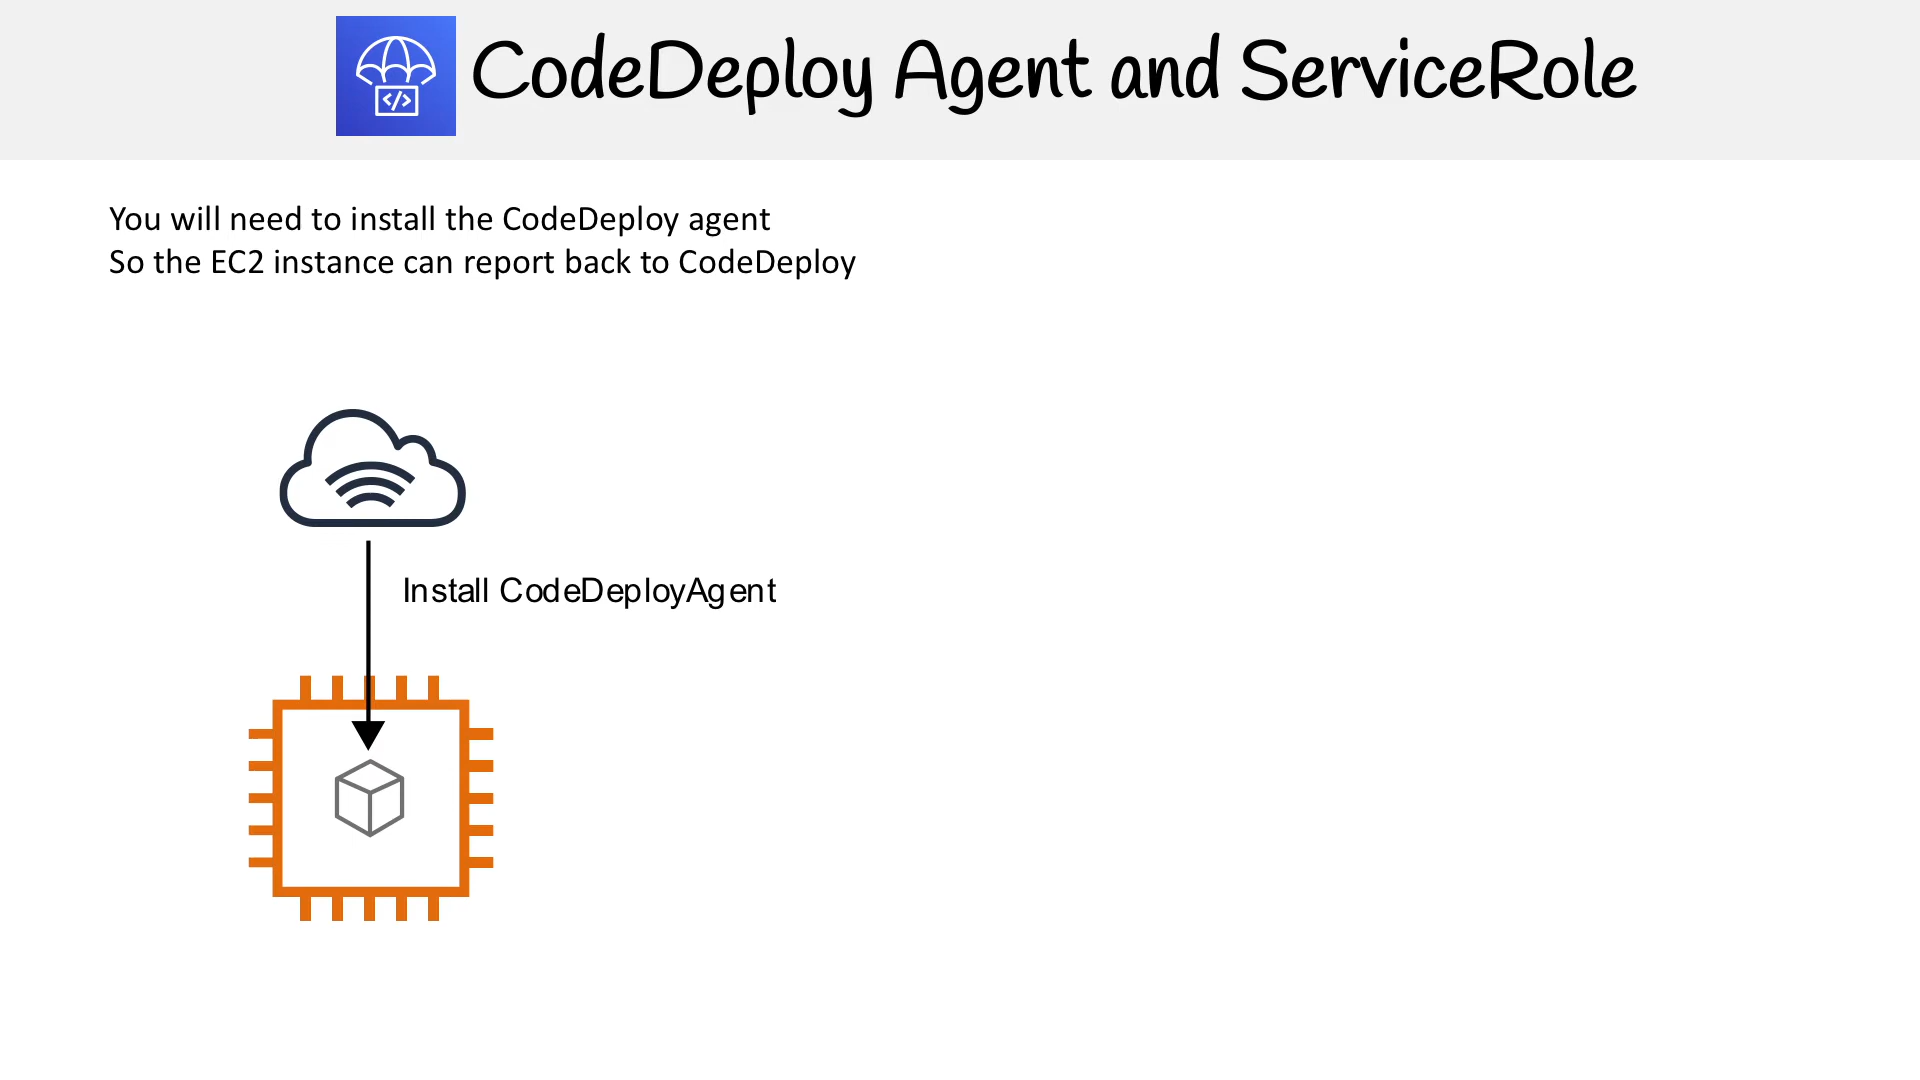 CodeDeploy Agent and ServiceRole
You will need to install the CodeDeploy agent
So the EC2 instance can report back to CodeDeploy
Install CodeDeployAgent